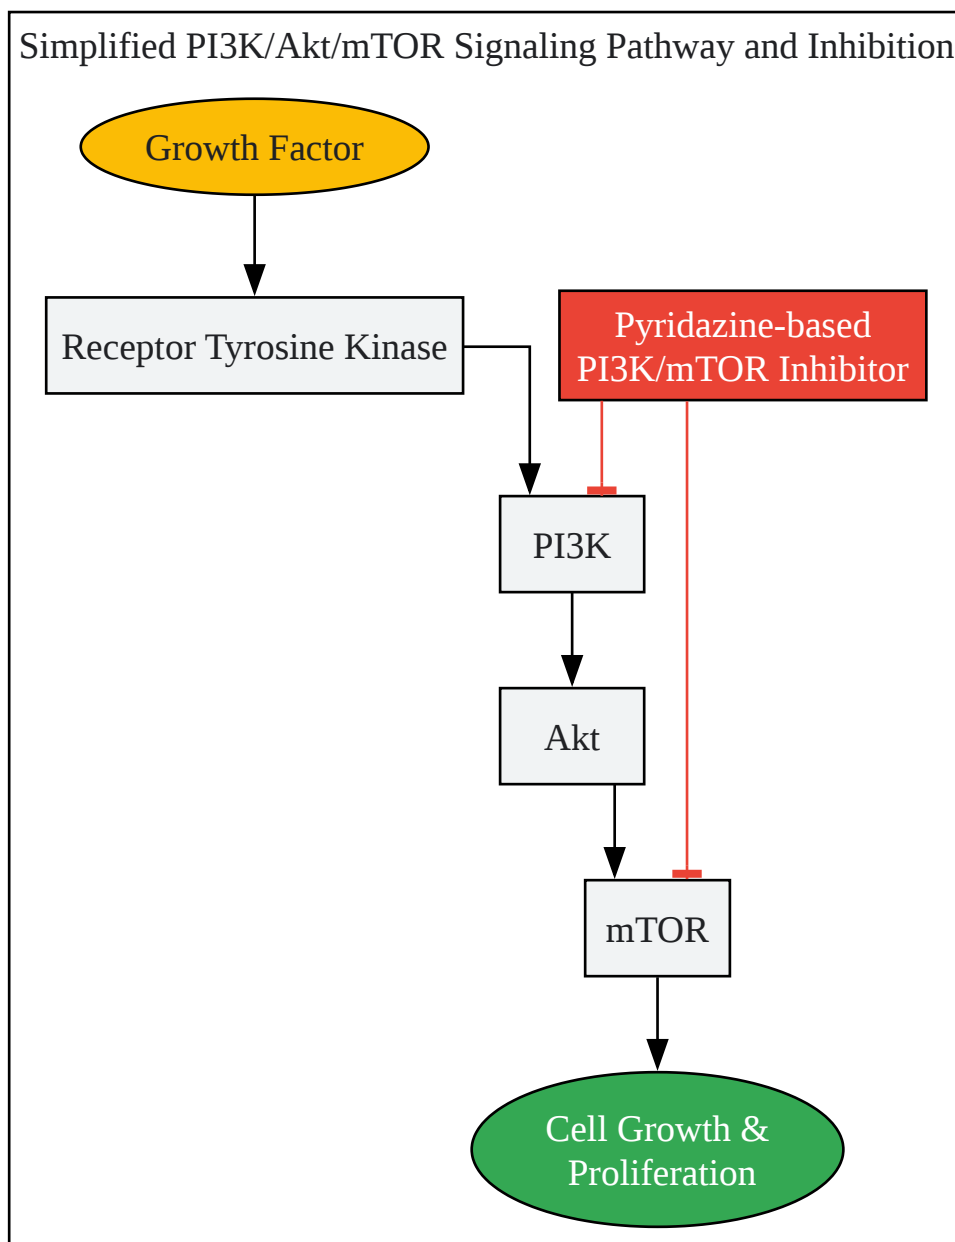 Simplified PI3K/Akt/mTOR Signaling Pathway and Inhibition
Growth Factor
Receptor Tyrosine Kinase
Pyridazine-based
PI3K/mTOR Inhibitor
PI3K
Akt
mTOR
Cell Growth &
Proliferation